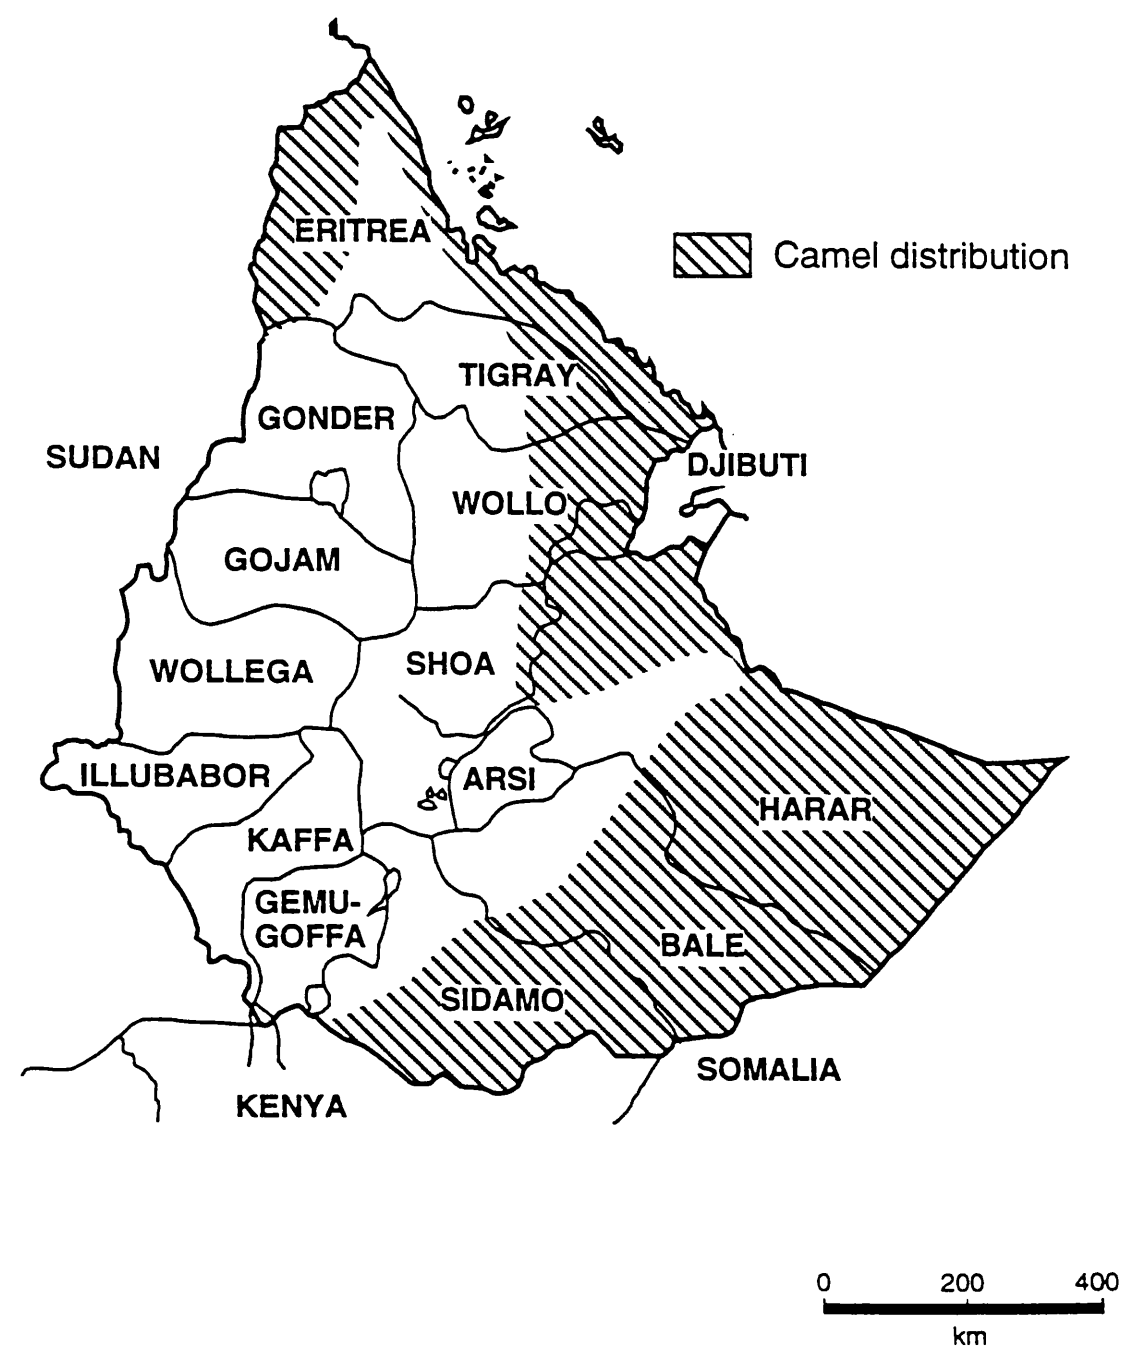 ERITREA
Camel distribution
TIGRAY
GONDER
SUDAN
DJIBUTI
WOLLO
GOJAM
WOLLEGA
SHOA
ILLUBABOR
ARSI
HARAR
KAFFA
GEMU-
GOFFA
BALE
SIDAMO
SOMALIA
KENYA
0 200 400
km